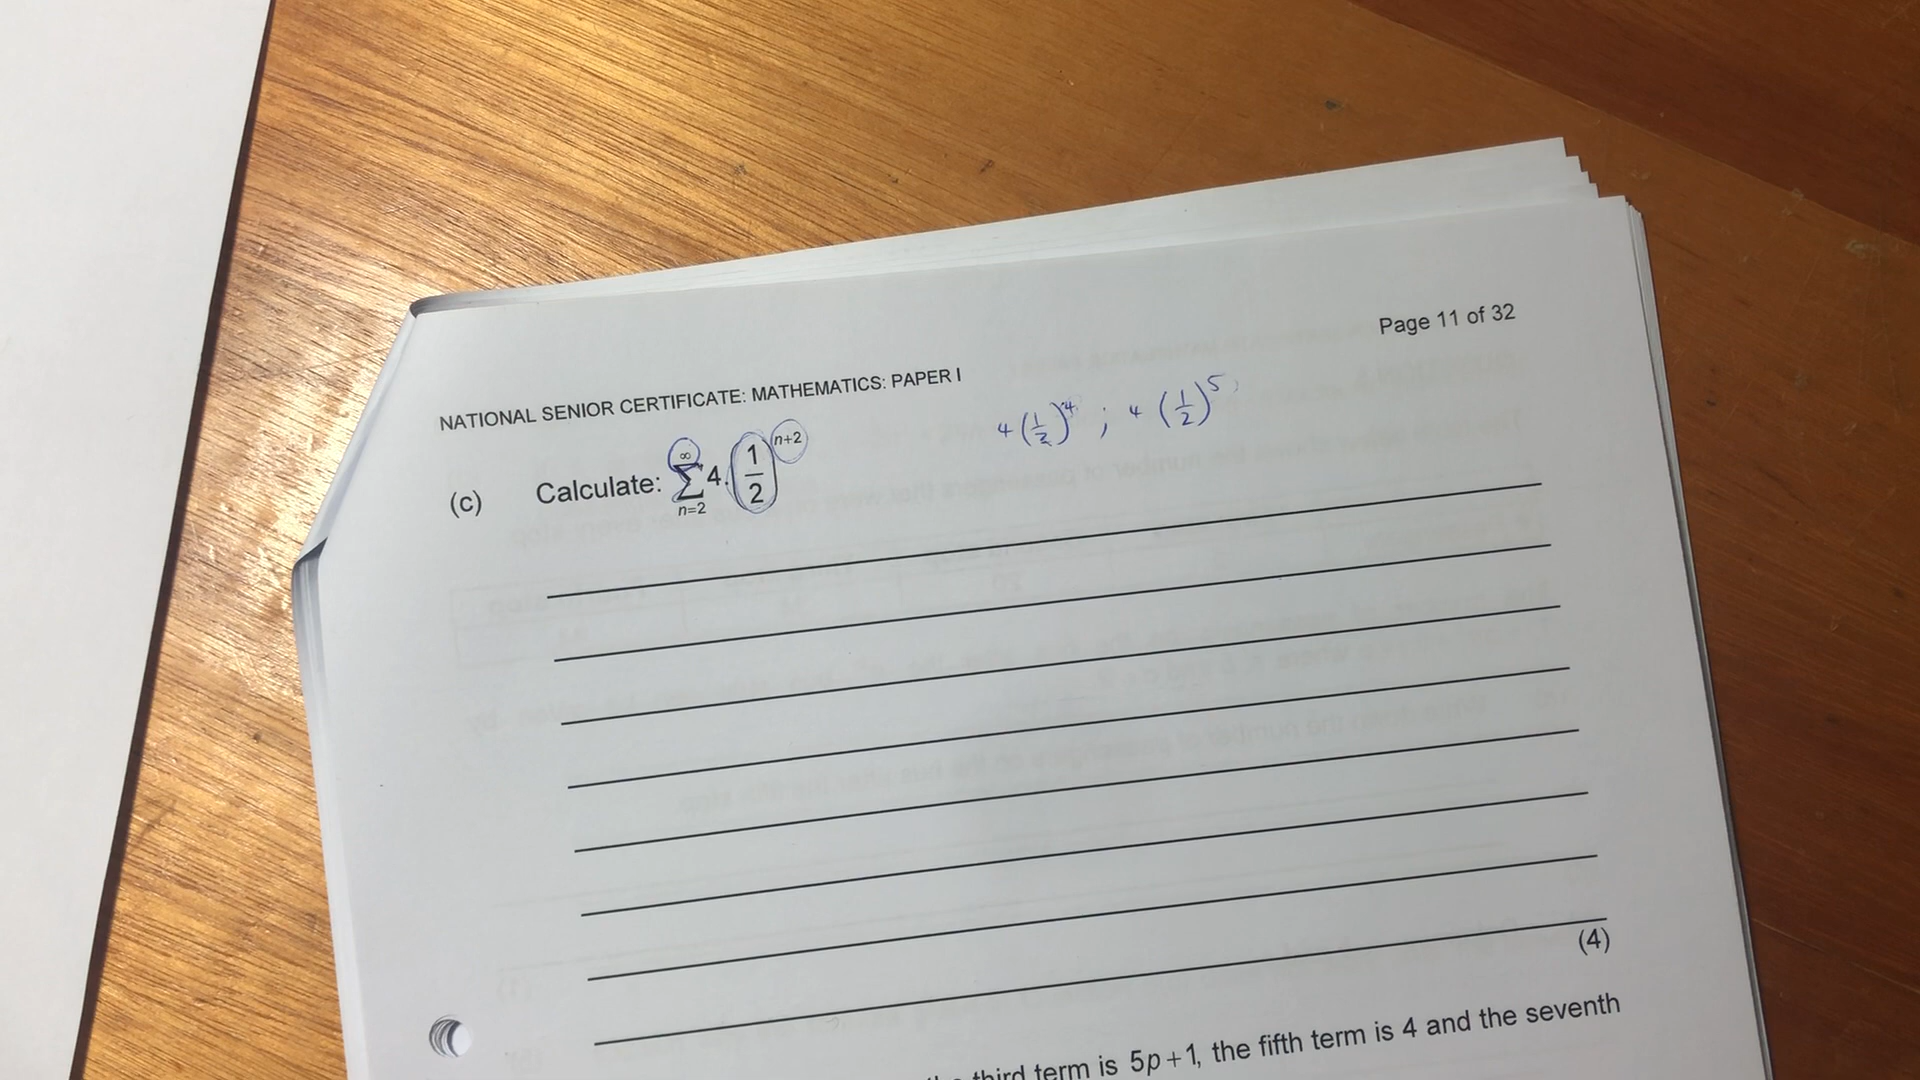 Page 11 of 32
NATIONAL SENIOR CERTIFICATE: MATHEMATICS: PAPER I
4(1/2)^4 ; 4(1/2)^5 ;
(c) Calculate: ∞ ∑ n=2 4.(1/2)^n+2
(4)
third term is 5p+1, the fifth term is 4 and the seventh